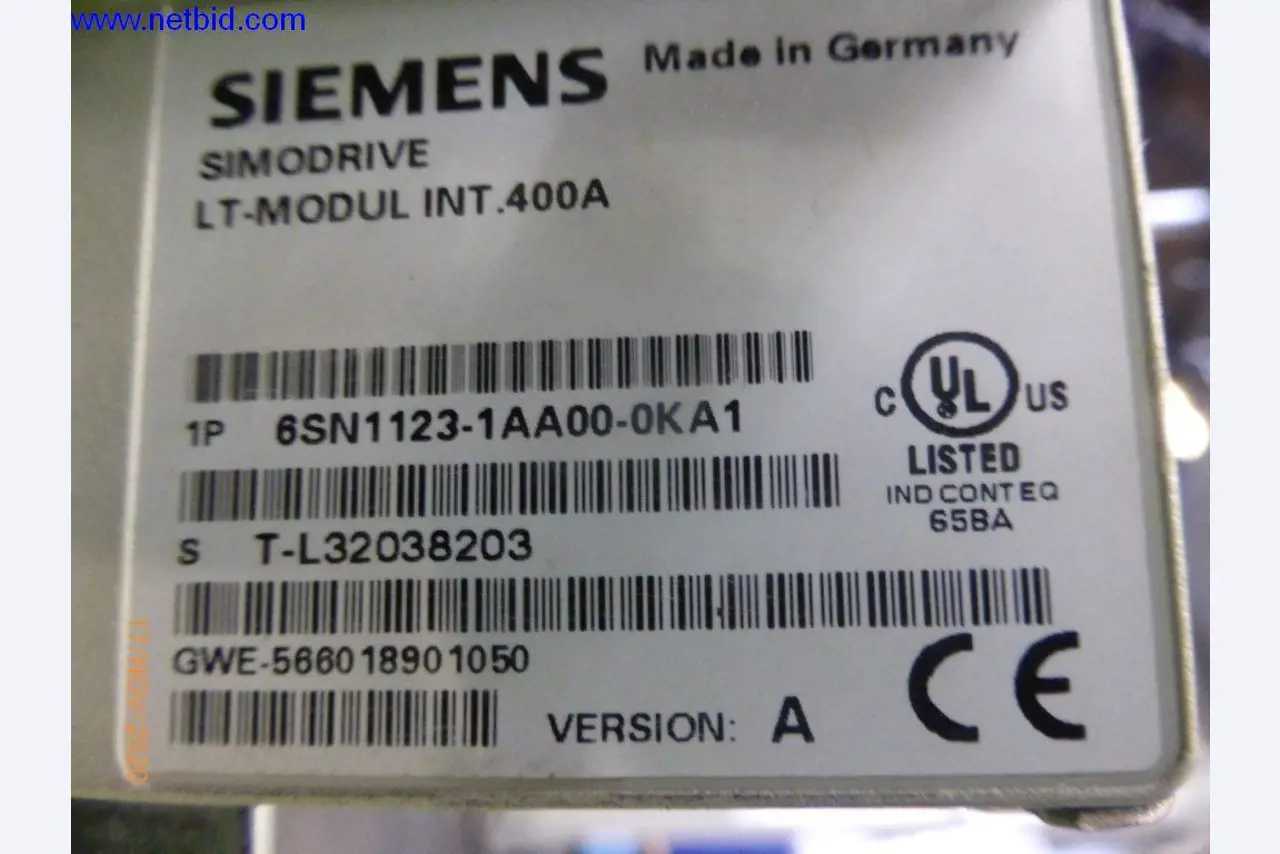 www.netbid.com
SIEMENS Made in Germany
SIMODRIVE
LT-MODUL INT.400A
1P 6SN1123-1AA00-0KA1
C UL US
LISTED
IND CONT EQ
65BA
S T-L32038203
GWE-566018901050
VERSION: A
CE